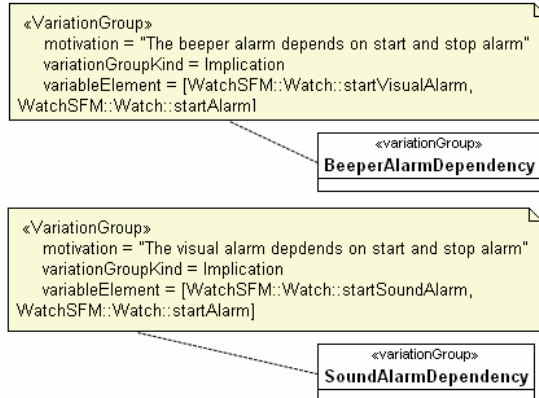 «VariationGroup»
motivation = "The beeper alarm depends on start and stop alarm"
variationGroupKind = Implication
variableElement = [WatchSFM::Watch::startVisualAlarm,
WatchSFM::Watch::startAlarm]
«variationGroup»
BeeperAlarmDependency
«VariationGroup»
motivation = "The visual alarm depdends on start and stop alarm"
variationGroupKind = Implication
variableElement = [WatchSFM::Watch::startSoundAlarm,
WatchSFM::Watch::startAlarm]
«variationGroup»
SoundAlarmDependency